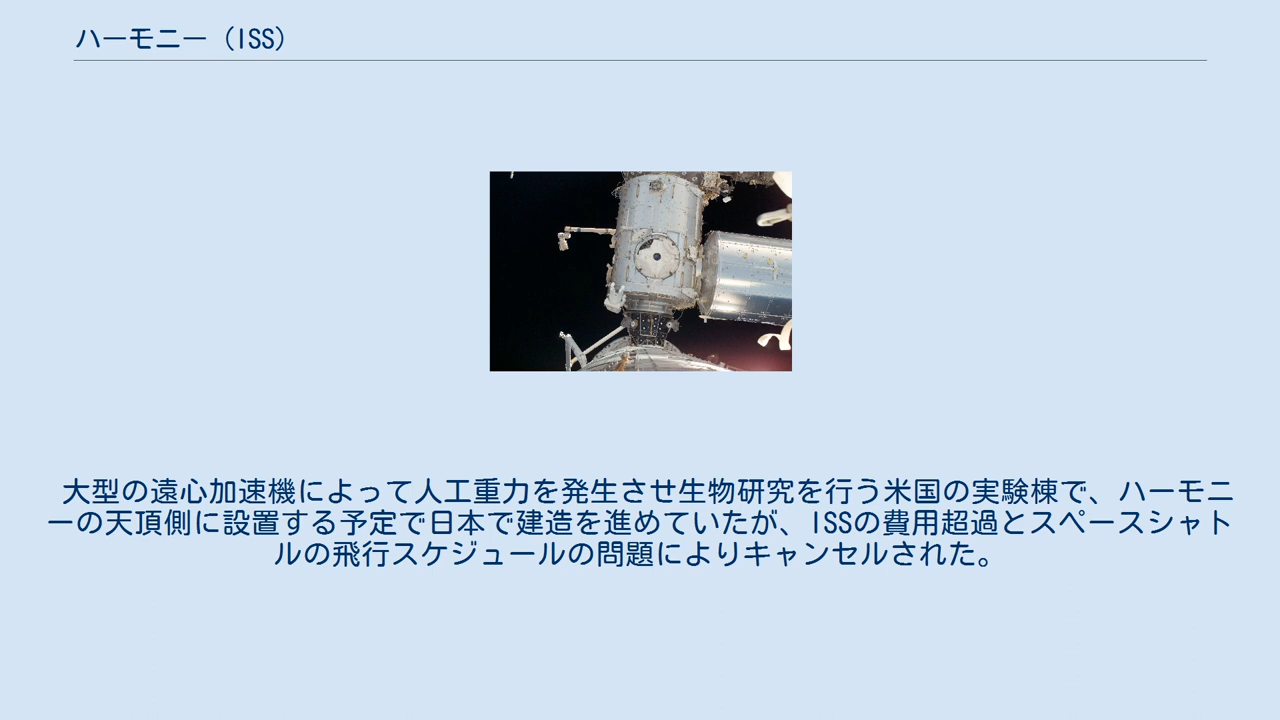 ハーモニー（ISS）
大型の遠心加速機によって人工重力を発生させ生物研究を行う米国の実験棟で、ハーモニ
ーの天頂側に設置する予定で日本で建造を進めていたが、ISSの費用超過とスペースシャト
ルの飛行スケジュールの問題によりキャンセルされた。